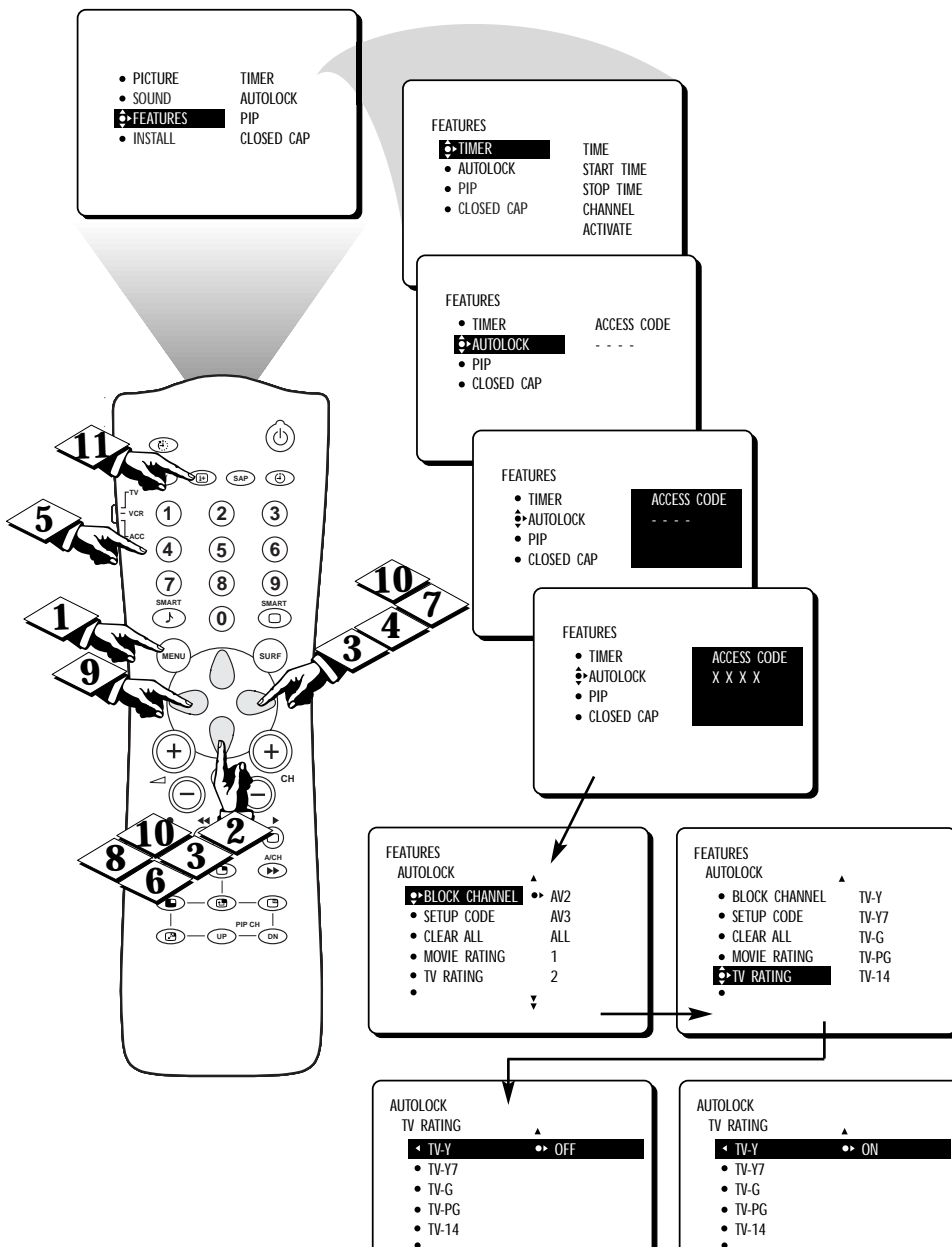 PICTURE TIMER
SOUND AUTOLOCK
FEATURES PIP
INSTALL CLOSED CAP
FEATURES
TIMER TIME
AUTOLOCK START TIME
PIP STOP TIME
CLOSED CAP CHANNEL
ACTIVATE
FEATURES
TIMER ACCESS CODE
AUTOLOCK - - - -
PIP
CLOSED CAP
FEATURES
TIMER ACCESS CODE
AUTOLOCK - - - -
PIP
CLOSED CAP
FEATURES
TIMER ACCESS CODE
AUTOLOCK X X X X
PIP
CLOSED CAP
11
SAP
TV
VCR
ACC
5
1 2 3
4 5 6
7 8 9
SMART SMART
0
MENU SURF
1
9
10
7
4
3
CH
2
10
3
8
6
A/CH
PIP CH
UP DN
FEATURES
AUTOLOCK
BLOCK CHANNEL AV2
SETUP CODE AV3
CLEAR ALL ALL
MOVIE RATING 1
TV RATING 2
FEATURES
AUTOLOCK
BLOCK CHANNEL TV-Y
SETUP CODE TV-Y7
CLEAR ALL TV-G
MOVIE RATING TV-PG
TV RATING TV-14
AUTOLOCK
TV RATING
TV-Y OFF
TV-Y7
TV-G
TV-PG
TV-14
AUTOLOCK
TV RATING
TV-Y ON
TV-Y7
TV-G
TV-PG
TV-14